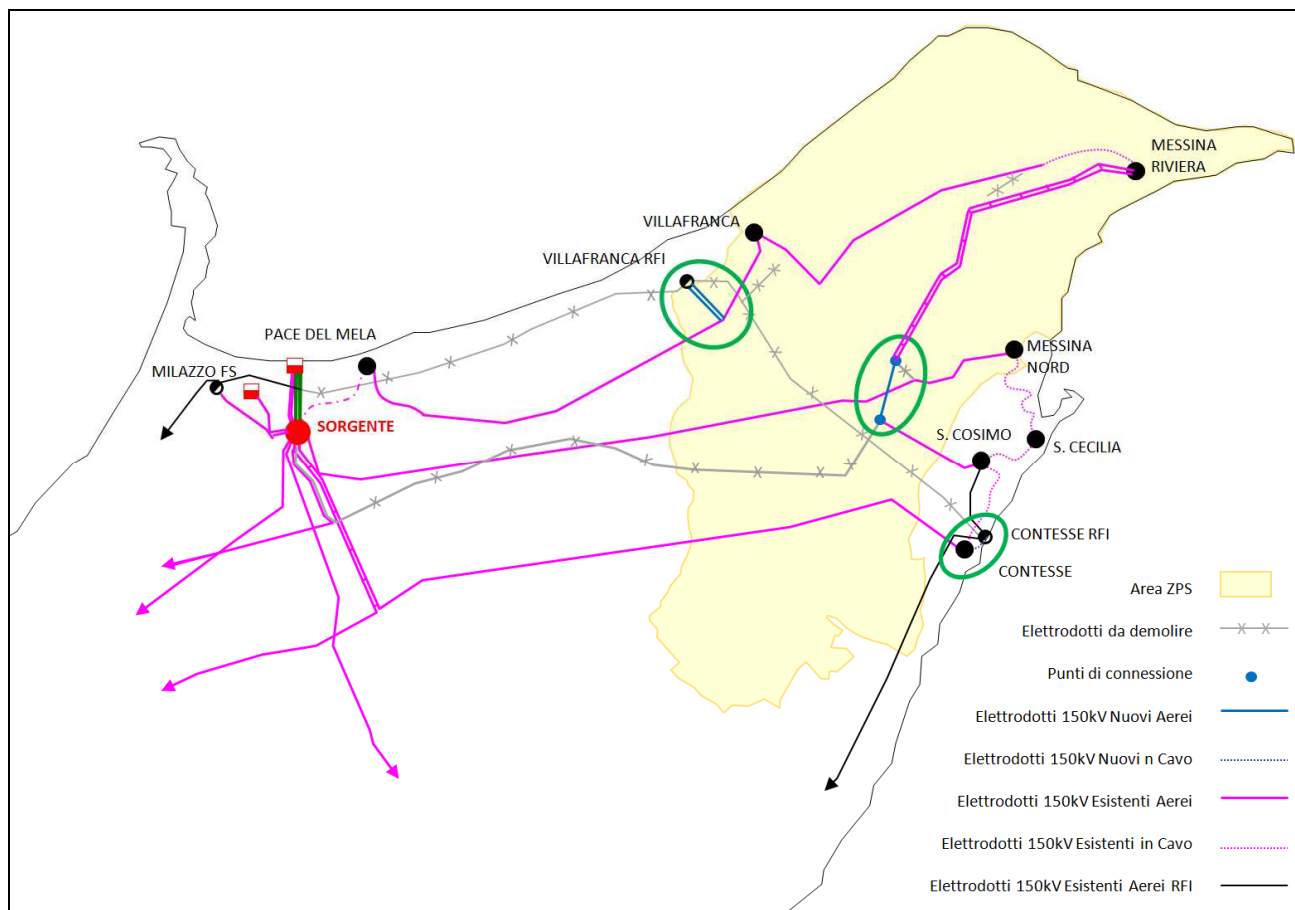 MESSINA
RIVIERA
VILLAFRANCA
VILLAFRANCA RFI
PACE DEL MELA
MILAZZO FS
MESSINA
NORD
SORGENTE
S. COSIMO
S. CECILIA
CONTESSE RFI
CONTESSE
Area ZPS
Elettrodotti da demolire
Punti di connessione
Elettrodotti 150kV Nuovi Aerei
Elettrodotti 150kV Nuovi n Cavo
Elettrodotti 150kV Esistenti Aerei
Elettrodotti 150kV Esistenti in Cavo
Elettrodotti 150kV Esistenti Aerei RFI